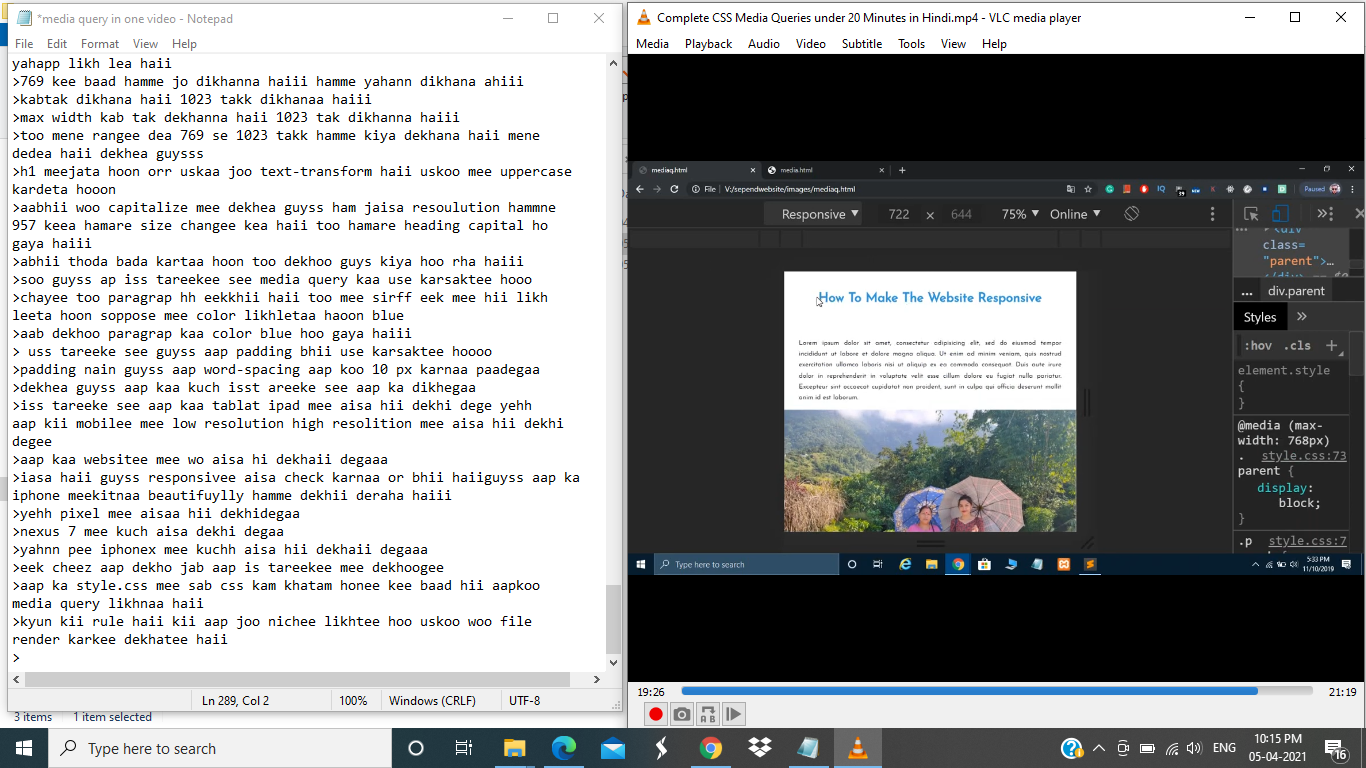 *media query in one video - Notepad
File Edit Format View Help
yahapp likh lea haii
>769 kee baad hamme jo dikhanna haiii hamme yahann dikhana ahiii
>kabtak dikhana haii 1023 takk dikhanaa haiii
>max width kab tak dekhanna haii 1023 tak dikhanna haiii
>too mene rangee dea 769 se 1023 takk hamme kiya dekhana haii mene
dedea haii dekhea guysss
>h1 meejata hoon orr uskaa joo text-transform haii uskoo mee uppercase
kardeta hooon
>aabhii woo capitalize mee dekhea guyss ham jaisa resoulution hammne
957 keea hamare size changee kea haii too hamare heading capital ho
gaya haiii
>abhii thoda bada kartaa hoon too dekhoo guys kiya hoo rha haiii
>soo guyss ap iss tareekee see media query kaa use karsaktee hooo
>chayee too paragrap hh eekkhii haii too mee sirff eek mee hii likh
leeta hoon soppose mee color likhletaa haoon blue
>aab dekhoo paragrap kaa color blue hoo gaya haiii
> uss tareeke see guyss aap padding bhii use karsaktee hoooo
>padding nain guyss aap word-spacing aap koo 10 px karnaa paadegaa
>dekhea guyss aap kaa kuch isst areeke see aap ka dikhegaa
>iss tareeke see aap kaa tablat ipad mee aisa hii dekhi dege yehh
aap kii mobilee mee low resolution high resolition mee aisa hii dekhi
degee
>aap kaa websitee mee wo aisa hi dekhaii degaaa
>iasa haii guyss responsivee aisa check karnaa or bhii haiiguyss aap ka
iphone meekitnaa beautifuylly hamme dekhii deraha haiii
>yehh pixel mee aisaa hii dekhidegaa
>nexus 7 mee kuch aisa dekhi degaa
>yahnn pee iphonex mee kuchh aisa hii dekhaii degaaa
>eek cheez aap dekho jab aap is tareekee mee dekhoogee
>aap ka style.css mee sab css kam khatam honee kee baad hii aapkoo
media query likhnaa haii
>kyun kii rule haii kii aap joo nichee likhtee hoo uskoo woo file
render karkee dekhatee haii
>
Ln 289, Col 2 100% Windows (CRLF) UTF-8
3 items 1 item selected
Complete CSS Media Queries under 20 Minutes in Hindi.mp4 - VLC media player
Media Playback Audio Video Subtitle Tools View Help
mediaq.html media.html
File V:/sependwebsite/images/mediaq.html Paused
Responsive 722 × 644 75% Online
How To Make The Website Responsive
Lorem ipsum dolor sit amet, consectetur adipisicing elit, sed do eiusmod tempor
incididunt ut labore et dolore magna aliqua. Ut enim ad minim veniam, quis nostrud
exercitation ullamco laboris nisi ut aliquip ex ea commodo consequat. Duis aute irure
dolor in reprehenderit in voluptate velit esse cillum dolore eu fugiat nulla pariatur.
Excepteur sint occaecat cupidatat non proident, sunt in culpa qui officia deserunt mollit
anim id est laborum.
<div
class=
"parent">…
</div> == $0
... div.parent
Styles
:hov .cls
element.style
{
}
@media (max-
width: 768px)
. style.css:73
parent {
display:
block;
}
.p style.css:7
Type here to search
5:33 PM
11/10/2019
19:26 21:19
Type here to search
ENG
10:15 PM
05-04-2021
16